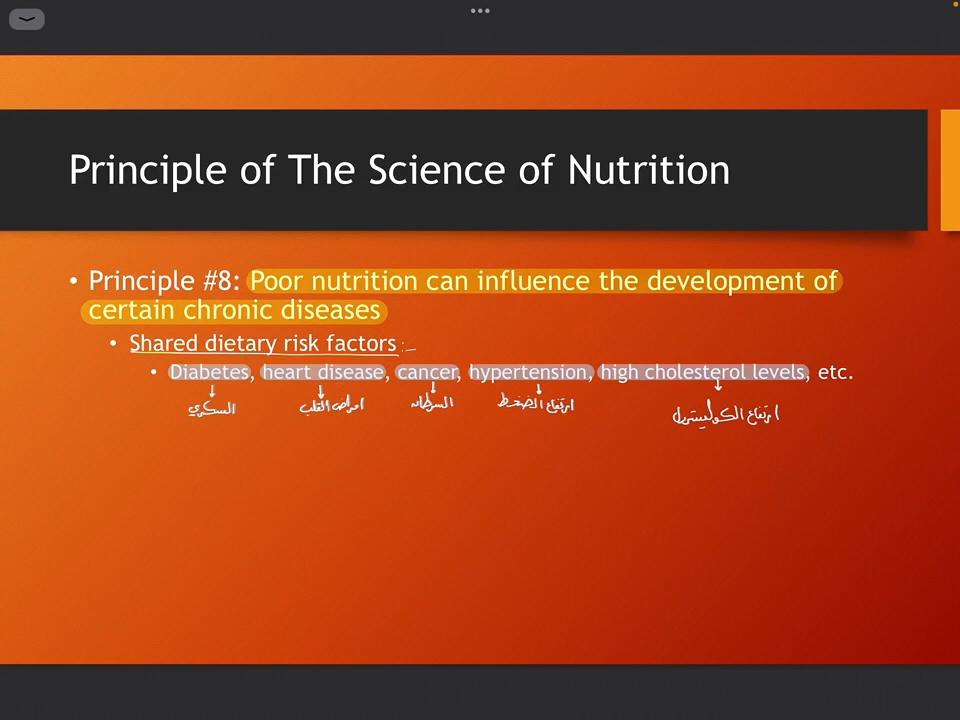 Principle of The Science of Nutrition
• Principle #8: Poor nutrition can influence the development of
certain chronic diseases
• Shared dietary risk factors :-
• Diabetes, heart disease, cancer, hypertension, high cholesterol levels, etc.
السكري امراض القلب السرطان ارتفاع الضغط ارتفاع الكوليسترول